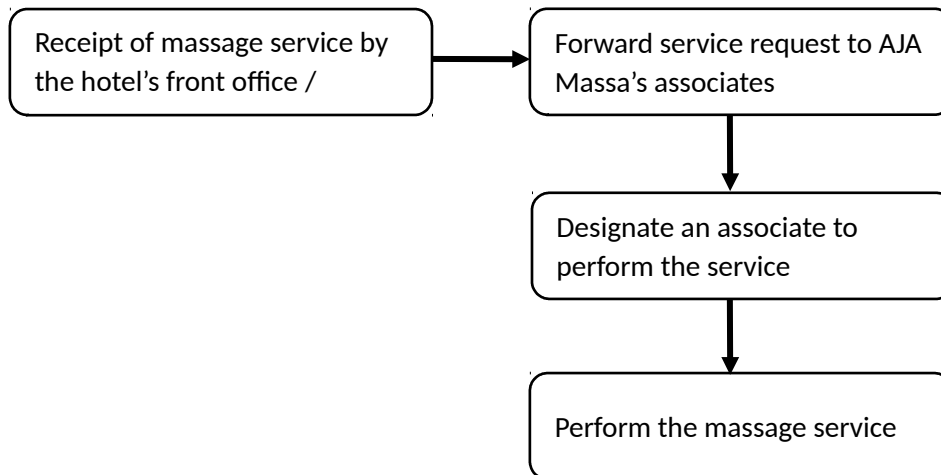 Receipt of massage service by
the hotel’s front office /
Forward service request to AJA
Massa’s associates
Designate an associate to
perform the service
Perform the massage service